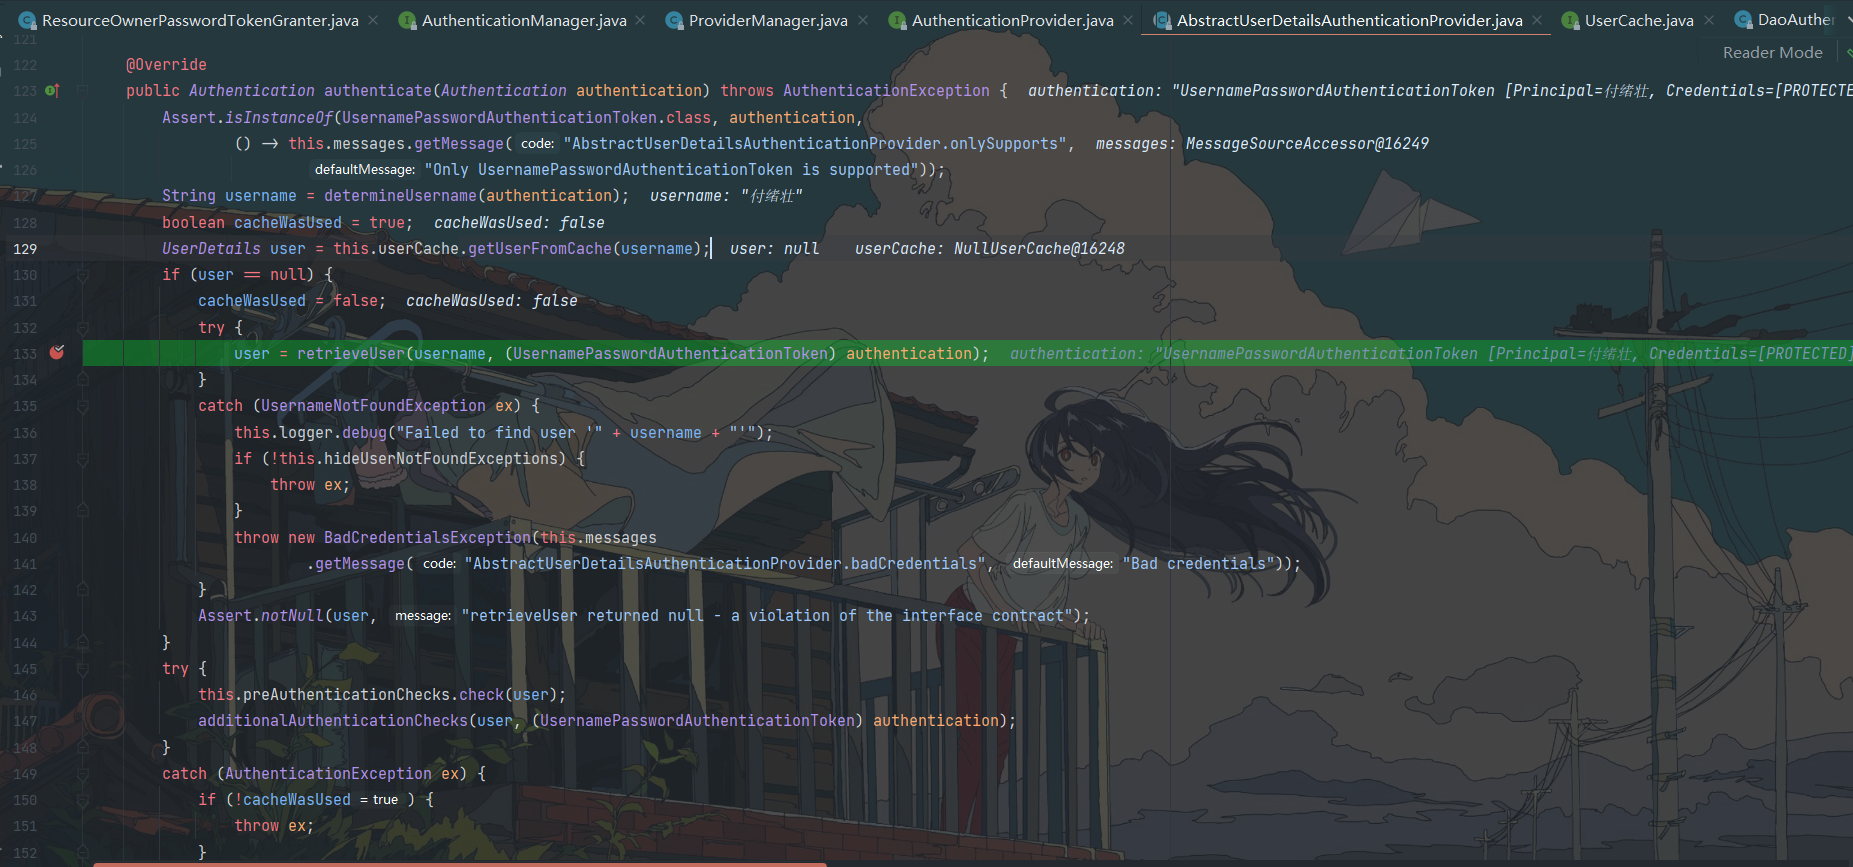 ResourceOwnerPasswordTokenGranter.java AuthenticationManager.java ProviderManager.java AuthenticationProvider.java AbstractUserDetailsAuthenticationProvider.java UserCache.java DaoAuther
Reader Mode
121
122 @Override
123 public Authentication authenticate(Authentication authentication) throws AuthenticationException { authentication: "UsernamePasswordAuthenticationToken [Principal=付绪壮, Credentials=[PROTECTE
124 Assert.isInstanceOf(UsernamePasswordAuthenticationToken.class, authentication,
125 () → this.messages.getMessage( code: "AbstractUserDetailsAuthenticationProvider.onlySupports", messages: MessageSourceAccessor@16249
126 defaultMessage: "Only UsernamePasswordAuthenticationToken is supported"));
127 String username = determineUsername(authentication); username: "付绪壮"
128 boolean cacheWasUsed = true; cacheWasUsed: false
129 UserDetails user = this.userCache.getUserFromCache(username); user: null userCache: NullUserCache@16248
130 if (user == null) {
131 cacheWasUsed = false; cacheWasUsed: false
132 try {
133 user = retrieveUser(username, (UsernamePasswordAuthenticationToken) authentication); authentication: "UsernamePasswordAuthenticationToken [Principal=付绪壮, Credentials=[PROTECTED]
134 }
135 catch (UsernameNotFoundException ex) {
136 this.logger.debug("Failed to find user '" + username + "'");
137 if (!this.hideUserNotFoundExceptions) {
138 throw ex;
139 }
140 throw new BadCredentialsException(this.messages
141 .getMessage( code: "AbstractUserDetailsAuthenticationProvider.badCredentials", defaultMessage: "Bad credentials"));
142 }
143 Assert.notNull(user, message: "retrieveUser returned null - a violation of the interface contract");
144 }
145 try {
146 this.preAuthenticationChecks.check(user);
147 additionalAuthenticationChecks(user, (UsernamePasswordAuthenticationToken) authentication);
148 }
149 catch (AuthenticationException ex) {
150 if (!cacheWasUsed = true ) {
151 throw ex;
152 }